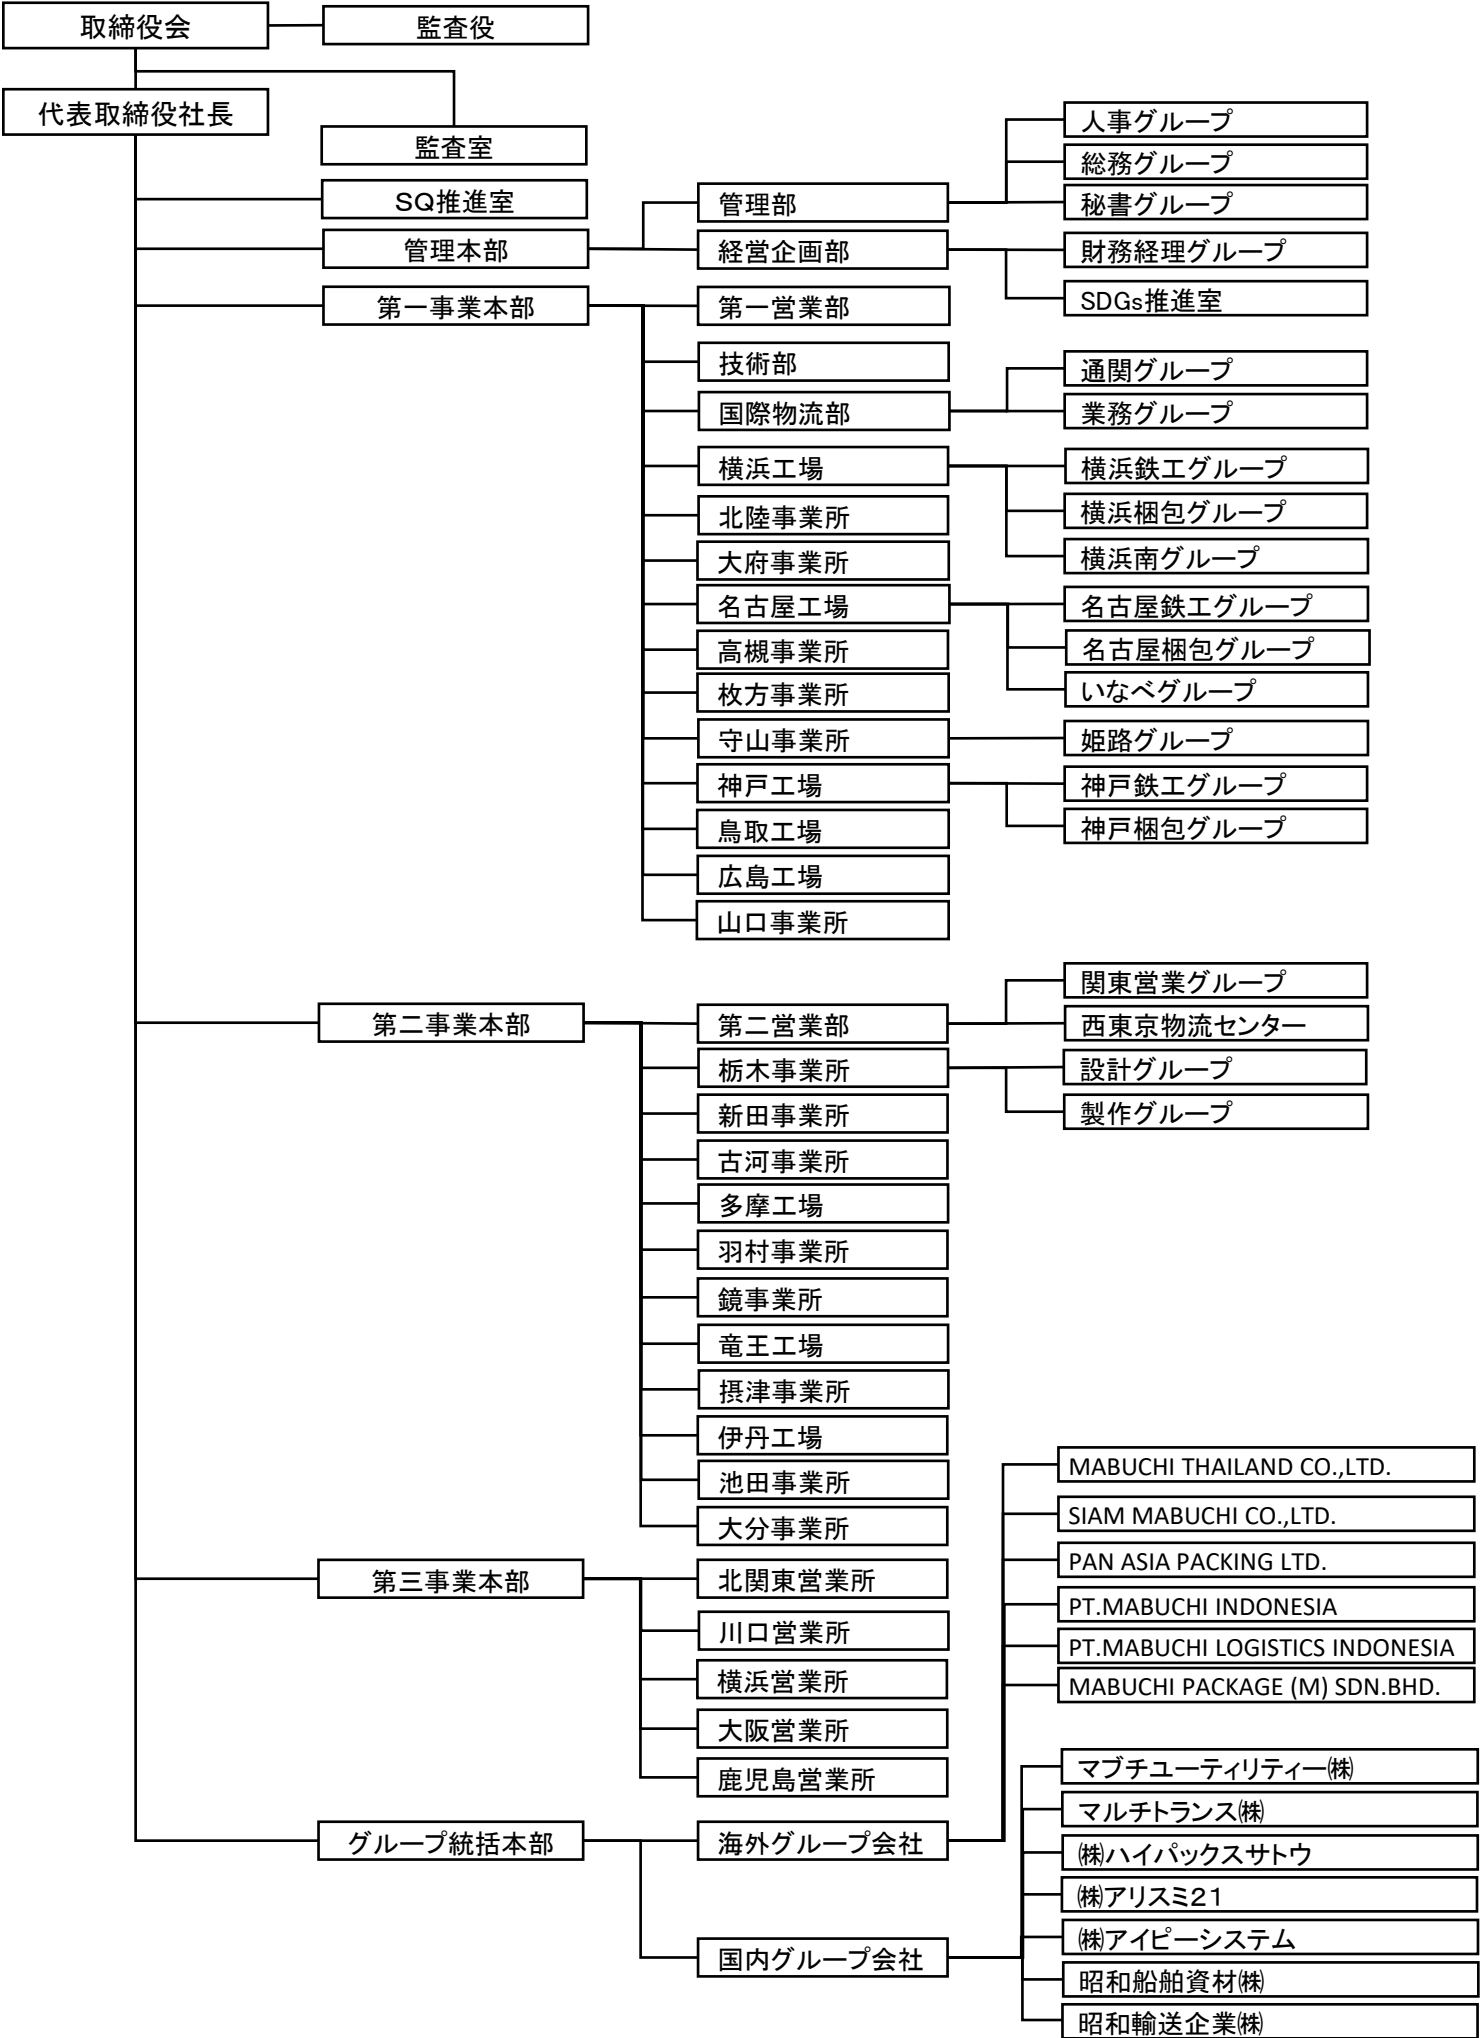 取締役会
監査役
代表取締役社長
監査室
SQ推進室
管理本部
管理部
人事グループ
総務グループ
秘書グループ
経営企画部
財務経理グループ
SDGs推進室
第一事業本部
第一営業部
技術部
国際物流部
通関グループ
業務グループ
横浜工場
横浜鉄工グループ
横浜梱包グループ
横浜南グループ
北陸事業所
大府事業所
名古屋工場
名古屋鉄工グループ
名古屋梱包グループ
いなべグループ
高槻事業所
枚方事業所
守山事業所
姫路グループ
神戸工場
神戸鉄工グループ
神戸梱包グループ
鳥取工場
広島工場
山口事業所
第二事業本部
第二営業部
関東営業グループ
西東京物流センター
栃木事業所
設計グループ
製作グループ
新田事業所
古河事業所
多摩工場
羽村事業所
鏡事業所
竜王工場
摂津事業所
伊丹工場
池田事業所
大分事業所
第三事業本部
北関東営業所
川口営業所
横浜営業所
大阪営業所
鹿児島営業所
グループ統括本部
海外グループ会社
MABUCHI THAILAND CO.,LTD.
SIAM MABUCHI CO.,LTD.
PAN ASIA PACKING LTD.
PT.MABUCHI INDONESIA
PT.MABUCHI LOGISTICS INDONESIA
MABUCHI PACKAGE (M) SDN.BHD.
国内グループ会社
マブチユーティリティー㈱
マルチトランス㈱
㈱ハイパックスサトウ
㈱アリスミ21
㈱アイピーシステム
昭和船舶資材㈱
昭和輸送企業㈱